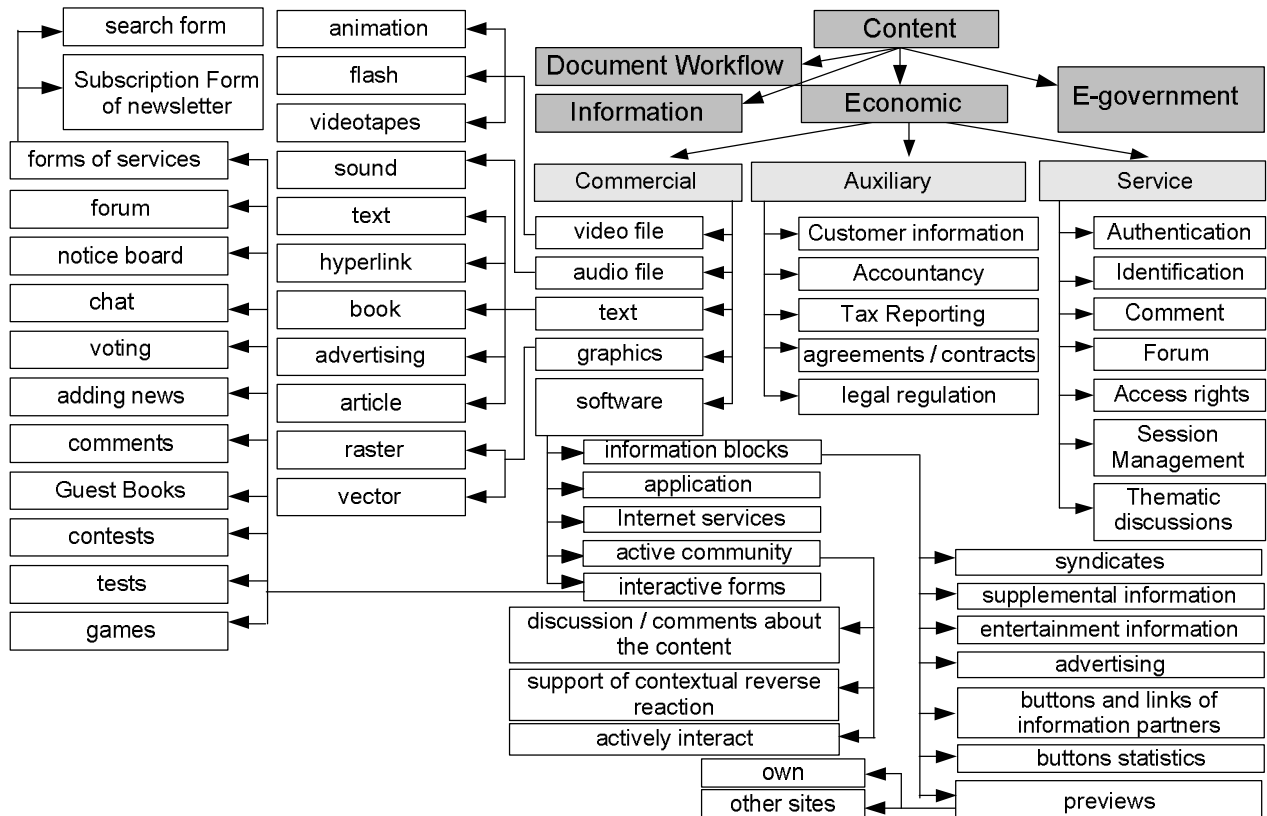 Content
Document Workflow
Information
Economic
E-government
Commercial
Auxiliary
Service
search form
Subscription Form
of newsletter
forms of services
forum
notice board
chat
voting
adding news
comments
Guest Books
contests
tests
games
animation
flash
videotapes
sound
text
hyperlink
book
advertising
article
raster
vector
video file
audio file
text
graphics
software
information blocks
application
Internet services
active community
interactive forms
discussion / comments about
the content
support of contextual reverse
reaction
actively interact
own
other sites
Customer information
Accountancy
Tax Reporting
agreements / contracts
legal regulation
Authentication
Identification
Comment
Forum
Access rights
Session
Management
Thematic
discussions
syndicates
supplemental information
entertainment information
advertising
buttons and links of
information partners
buttons statistics
previews